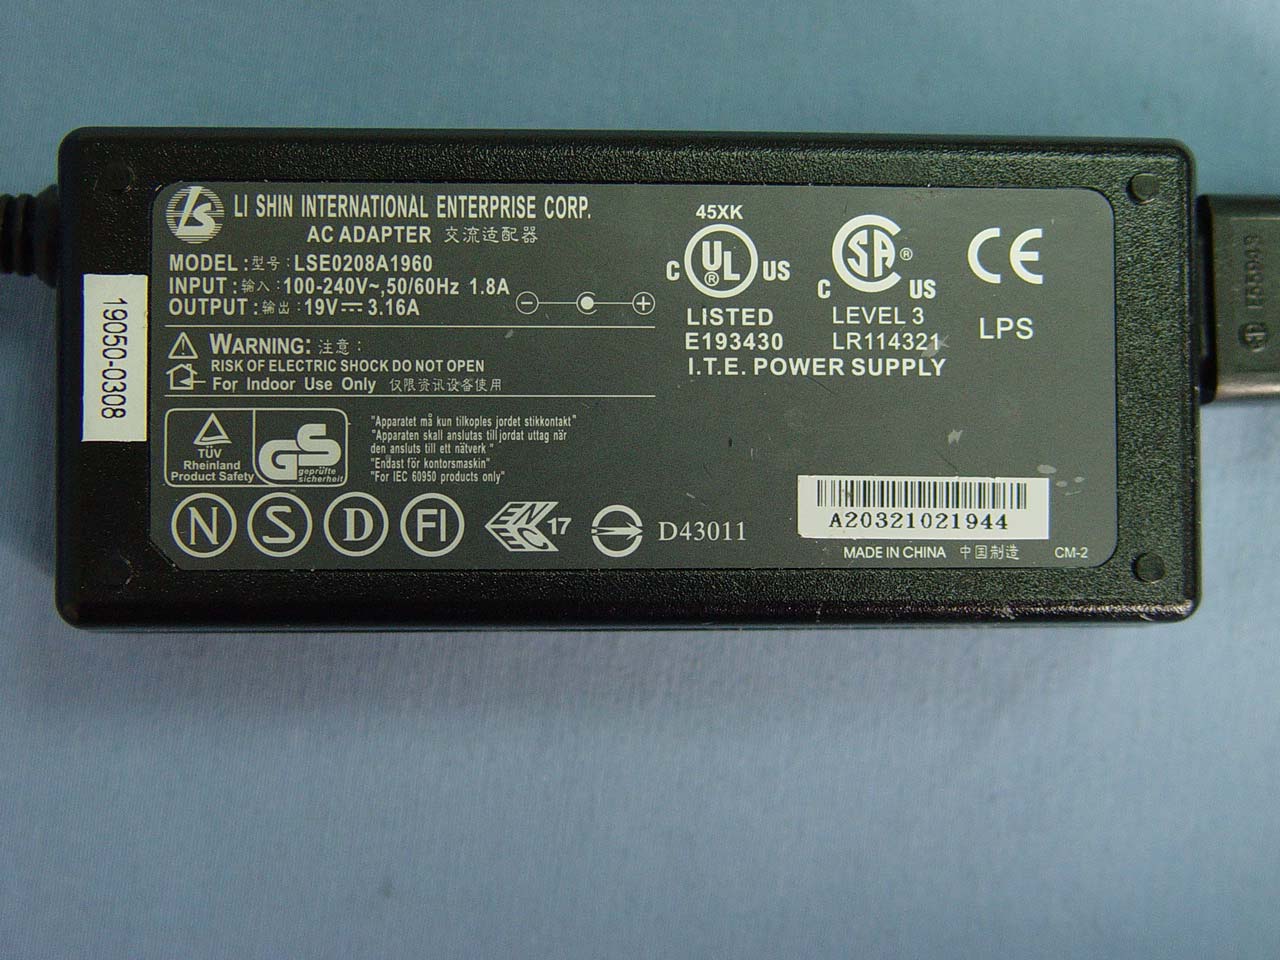 LS LI SHIN INTERNATIONAL ENTERPRISE CORP.
AC ADAPTER 交流适配器
MODEL:型号: LSE0208A1960
INPUT:输入: 100-240V~,50/60Hz 1.8A
OUTPUT:输出: 19V⎓ 3.16A
− +
WARNING: 注意:
RISK OF ELECTRIC SHOCK DO NOT OPEN
For Indoor Use Only 仅限资讯设备使用
45XK
C UL ® US
LISTED
E193430
C SA ® C US
LEVEL 3
LR114321
I.T.E. POWER SUPPLY
CE
LPS
19050-0308
TÜV
Rheinland
Product Safety
GS
geprüfte
sicherheit
"Apparatet må kun tilkoples jordet stikkontakt"
"Apparaten skall anslutas till jordat uttag när
den ansluts till ett nätverk"
"Endast för kontorsmaskin"
"For IEC 60950 products only"
N S D FI ENEC 17 S D43011
A20321021944
MADE IN CHINA 中国制造 CM-2